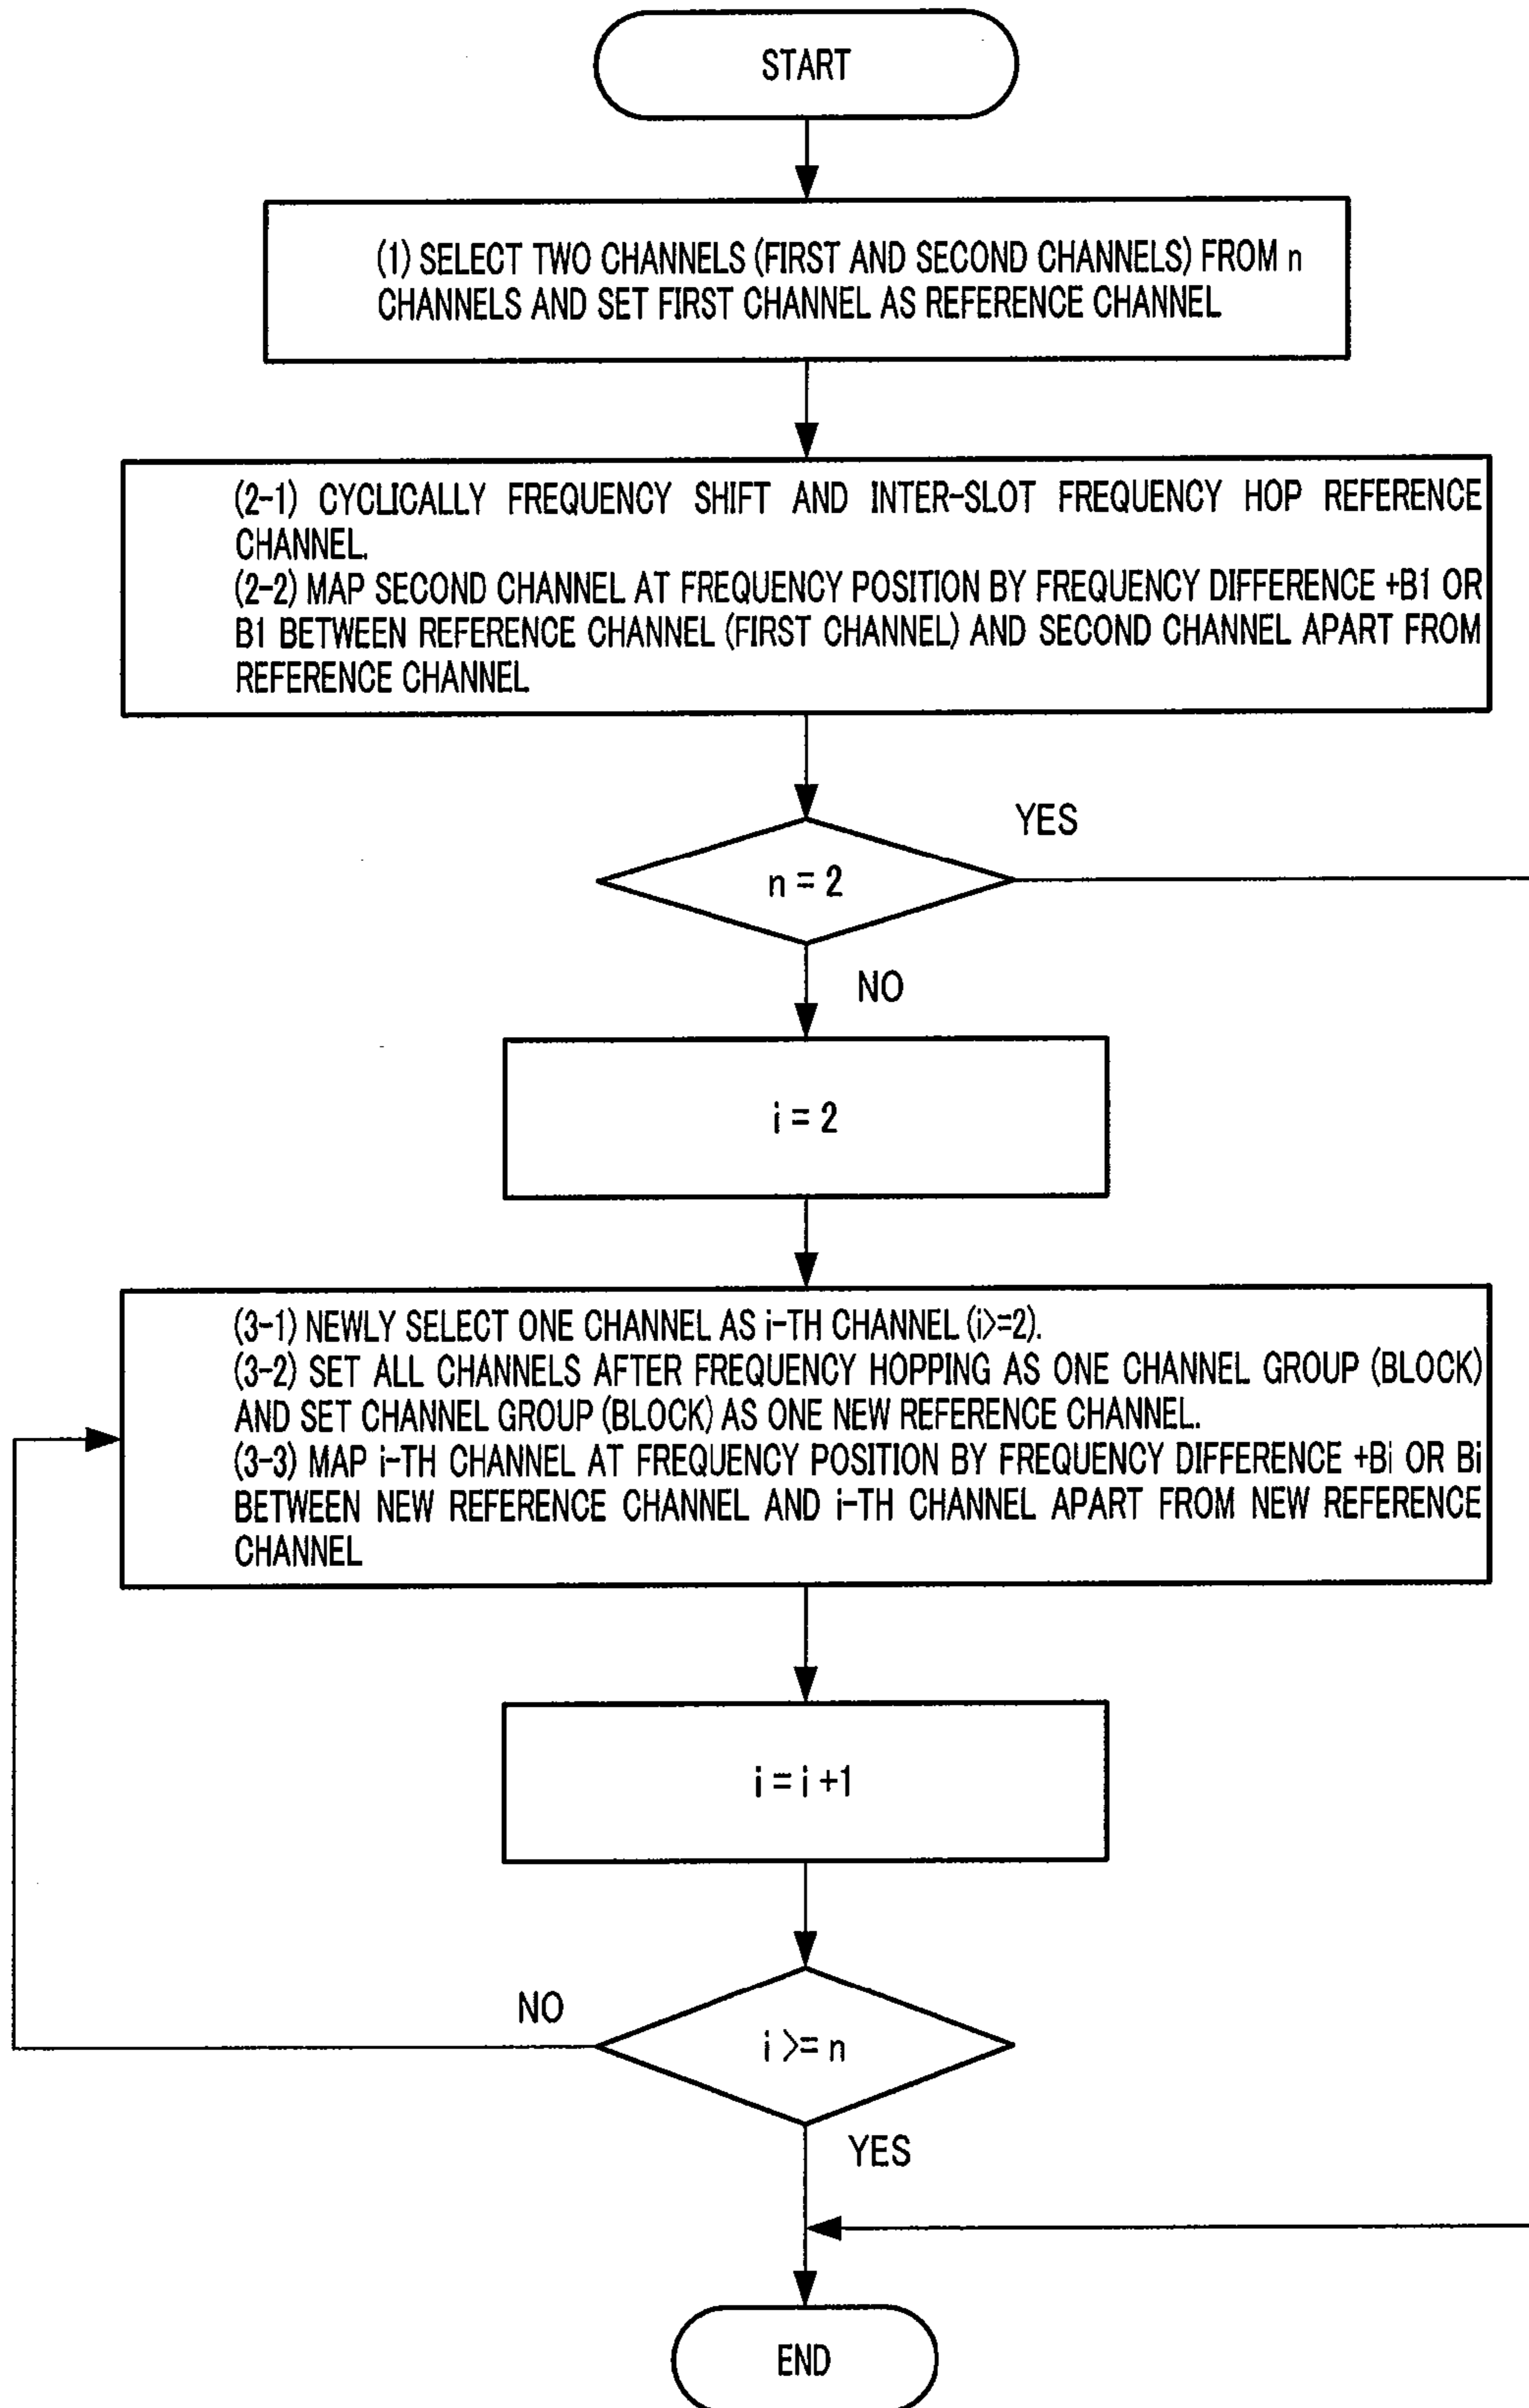 START
(1) SELECT TWO CHANNELS (FIRST AND SECOND CHANNELS) FROM n
CHANNELS AND SET FIRST CHANNEL AS REFERENCE CHANNEL
(2-1) CYCLICALLY FREQUENCY SHIFT AND INTER-SLOT FREQUENCY HOP REFERENCE
CHANNEL.
(2-2) MAP SECOND CHANNEL AT FREQUENCY POSITION BY FREQUENCY DIFFERENCE +B1 OR
B1 BETWEEN REFERENCE CHANNEL (FIRST CHANNEL) AND SECOND CHANNEL APART FROM
REFERENCE CHANNEL
YES
n = 2
NO
i = 2
(3-1) NEWLY SELECT ONE CHANNEL AS i-TH CHANNEL (i>=2).
(3-2) SET ALL CHANNELS AFTER FREQUENCY HOPPING AS ONE CHANNEL GROUP (BLOCK)
AND SET CHANNEL GROUP (BLOCK) AS ONE NEW REFERENCE CHANNEL.
(3-3) MAP i-TH CHANNEL AT FREQUENCY POSITION BY FREQUENCY DIFFERENCE +Bi OR Bi
BETWEEN NEW REFERENCE CHANNEL AND i-TH CHANNEL APART FROM NEW REFERENCE
CHANNEL
i = i +1
NO
i >= n
YES
END